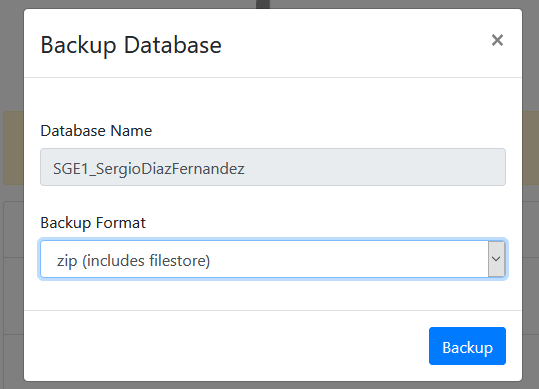 Backup Database
×
Database Name
SGE1_SergioDiazFernandez
Backup Format
zip (includes filestore)
Backup